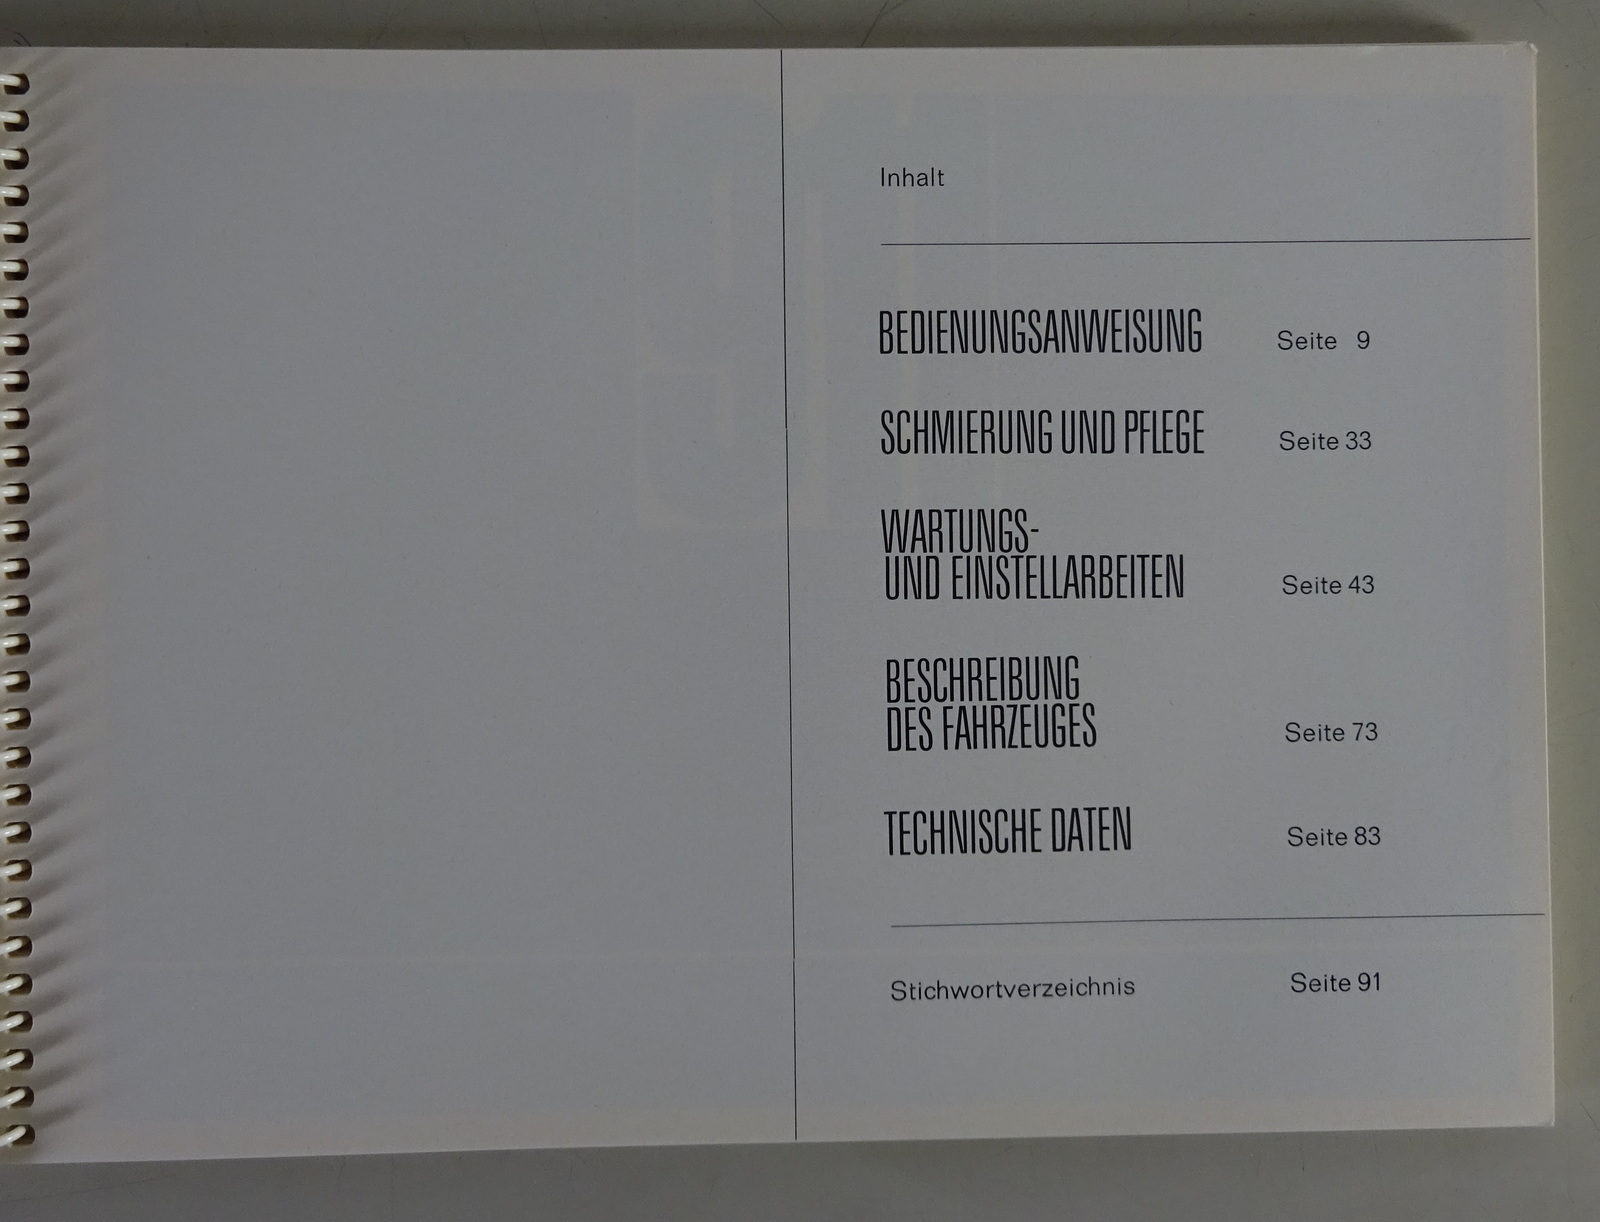 Inhalt
BEDIENUNGSANWEISUNG Seite 9
SCHMIERUNG UND PFLEGE Seite 33
WARTUNGS-
UND EINSTELLARBEITEN Seite 43
BESCHREIBUNG
DES FAHRZEUGES Seite 73
TECHNISCHE DATEN Seite 83
Stichwortverzeichnis Seite 91